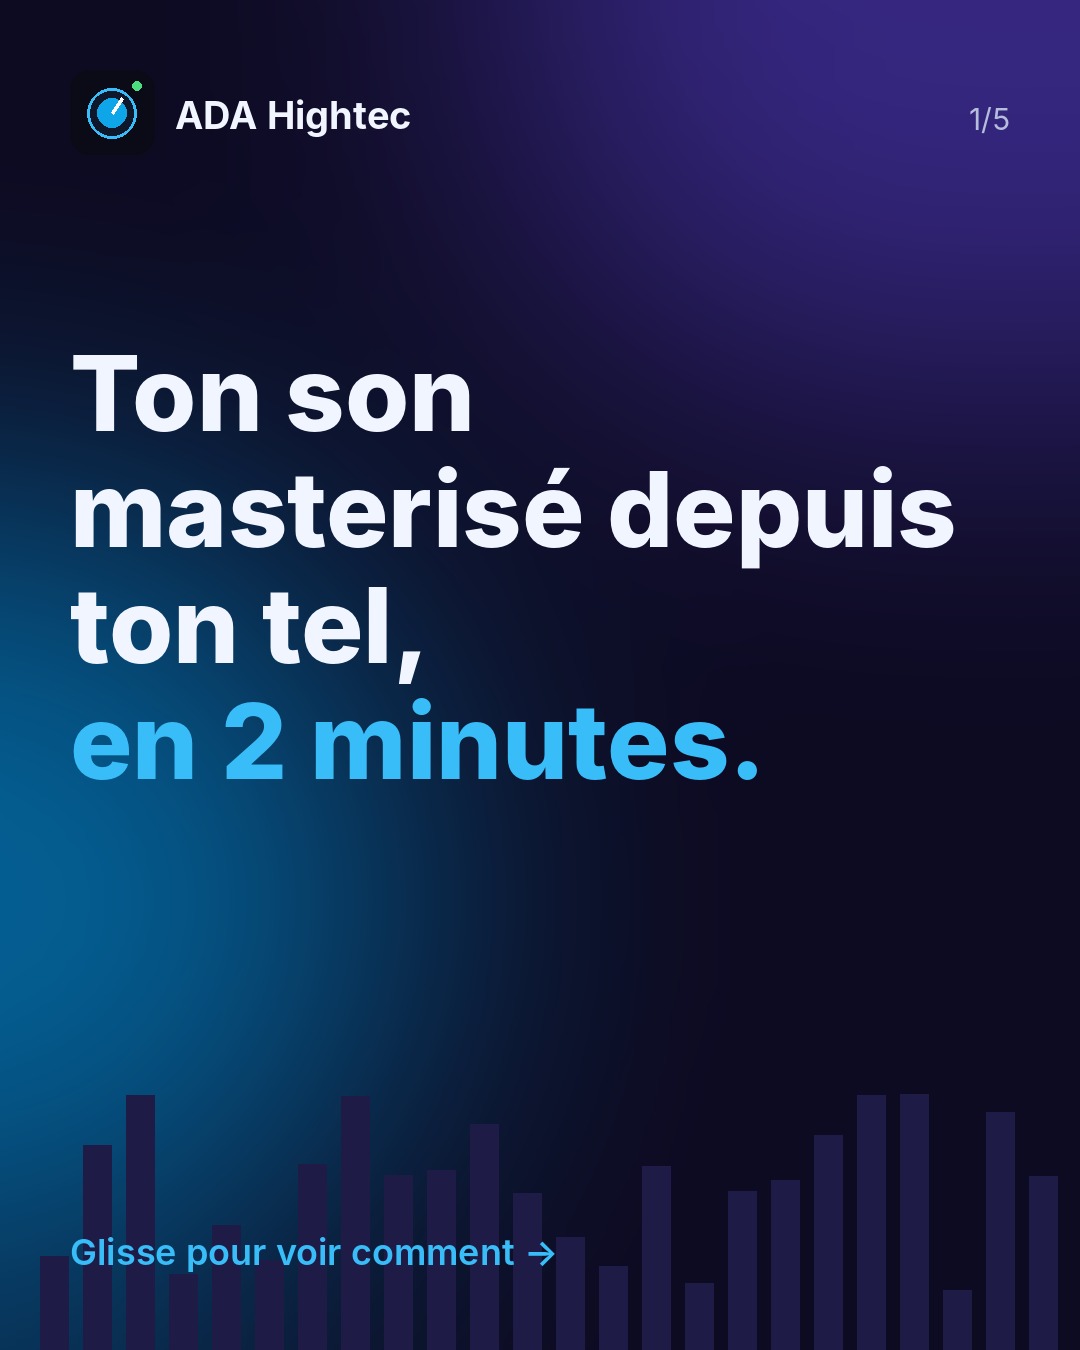 ADA Hightec
1/5
Ton son
masterisé depuis
ton tel,
en 2 minutes.
Glisse pour voir comment →